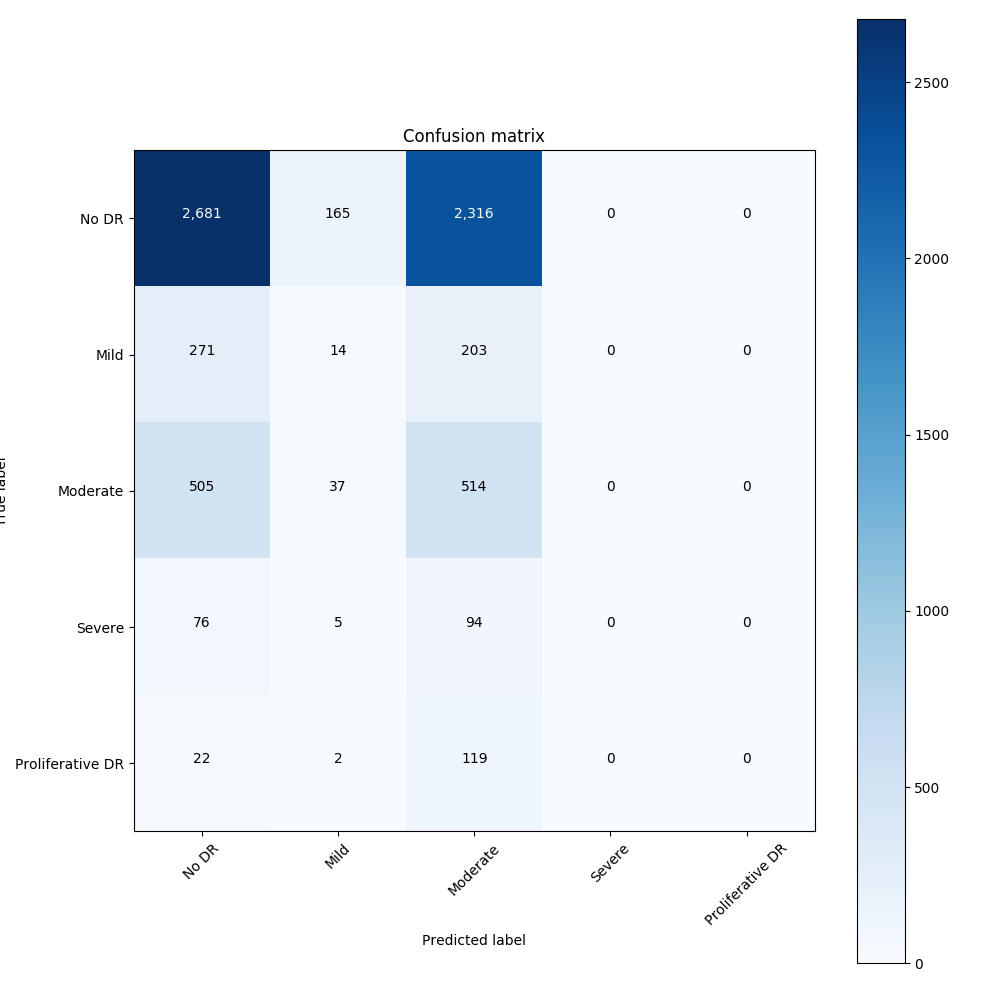 Confusion matrix
No DR 2,681 165 2,316 0 0
Mild 271 14 203 0 0
Moderate 505 37 514 0 0
Severe 76 5 94 0 0
Proliferative DR 22 2 119 0 0
No DR Mild Moderate Severe Proliferative DR
Predicted label
2500
2000
1500
1000
500
0